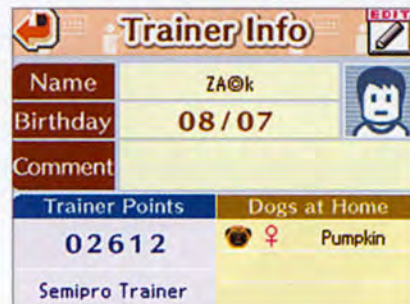 Trainer Info
EDIT
Name ZA©k
Birthday 08/07
Comment
Trainer Points Dogs at Home
02612 ♀ Pumpkin
Semipro Trainer